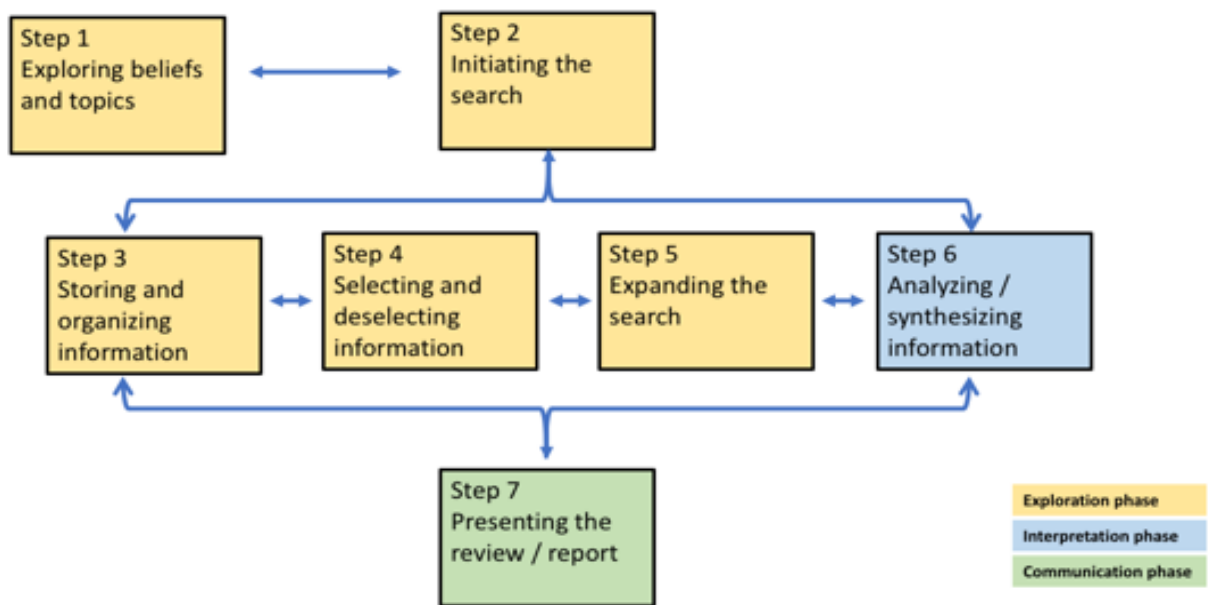 Step 1
Exploring beliefs
and topics
Step 2
Initiating the
search
Step 3
Storing and
organizing
information
Step 4
Selecting and
deselecting
information
Step 5
Expanding the
search
Step 6
Analyzing /
synthesizing
information
Step 7
Presenting the
review / report
Exploration phase
Interpretation phase
Communication phase